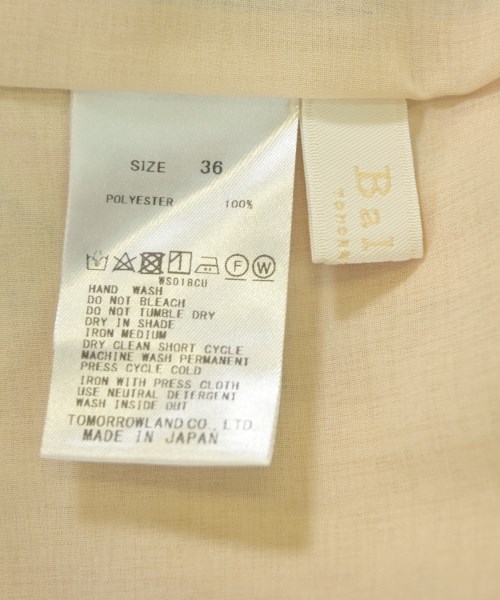 SIZE 36
POLYESTER 100%
F W
WS018CU
HAND WASH
DO NOT BLEACH
DO NOT TUMBLE DRY
DRY IN SHADE
IRON MEDIUM
DRY CLEAN SHORT CYCLE
MACHINE WASH PERMANENT
PRESS CYCLE COLD
IRON WITH PRESS CLOTH
USE NEUTRAL DETERGENT
WASH INSIDE OUT
TOMORROWLAND CO., LTD.
MADE IN JAPAN
Bal